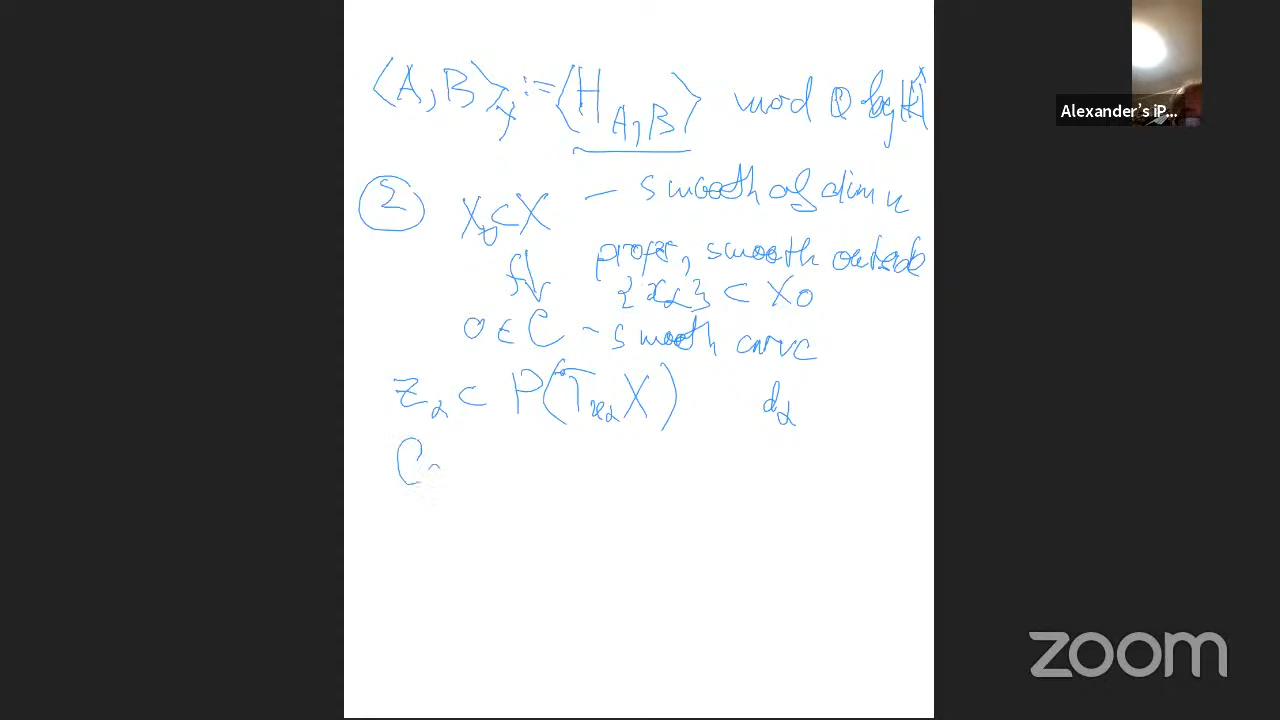 ⟨A, B⟩_X := ⟨H_{A,B}⟩ mod Q log
Alexander's iP...
② X_0 ⊂ X – smooth of dim n
f↓ proper, smooth outside
{x_α} ⊂ X_0
0 ∈ C – smooth curve
Z_α ⊂ P(T_{x_α} X) d_α
C
zoom